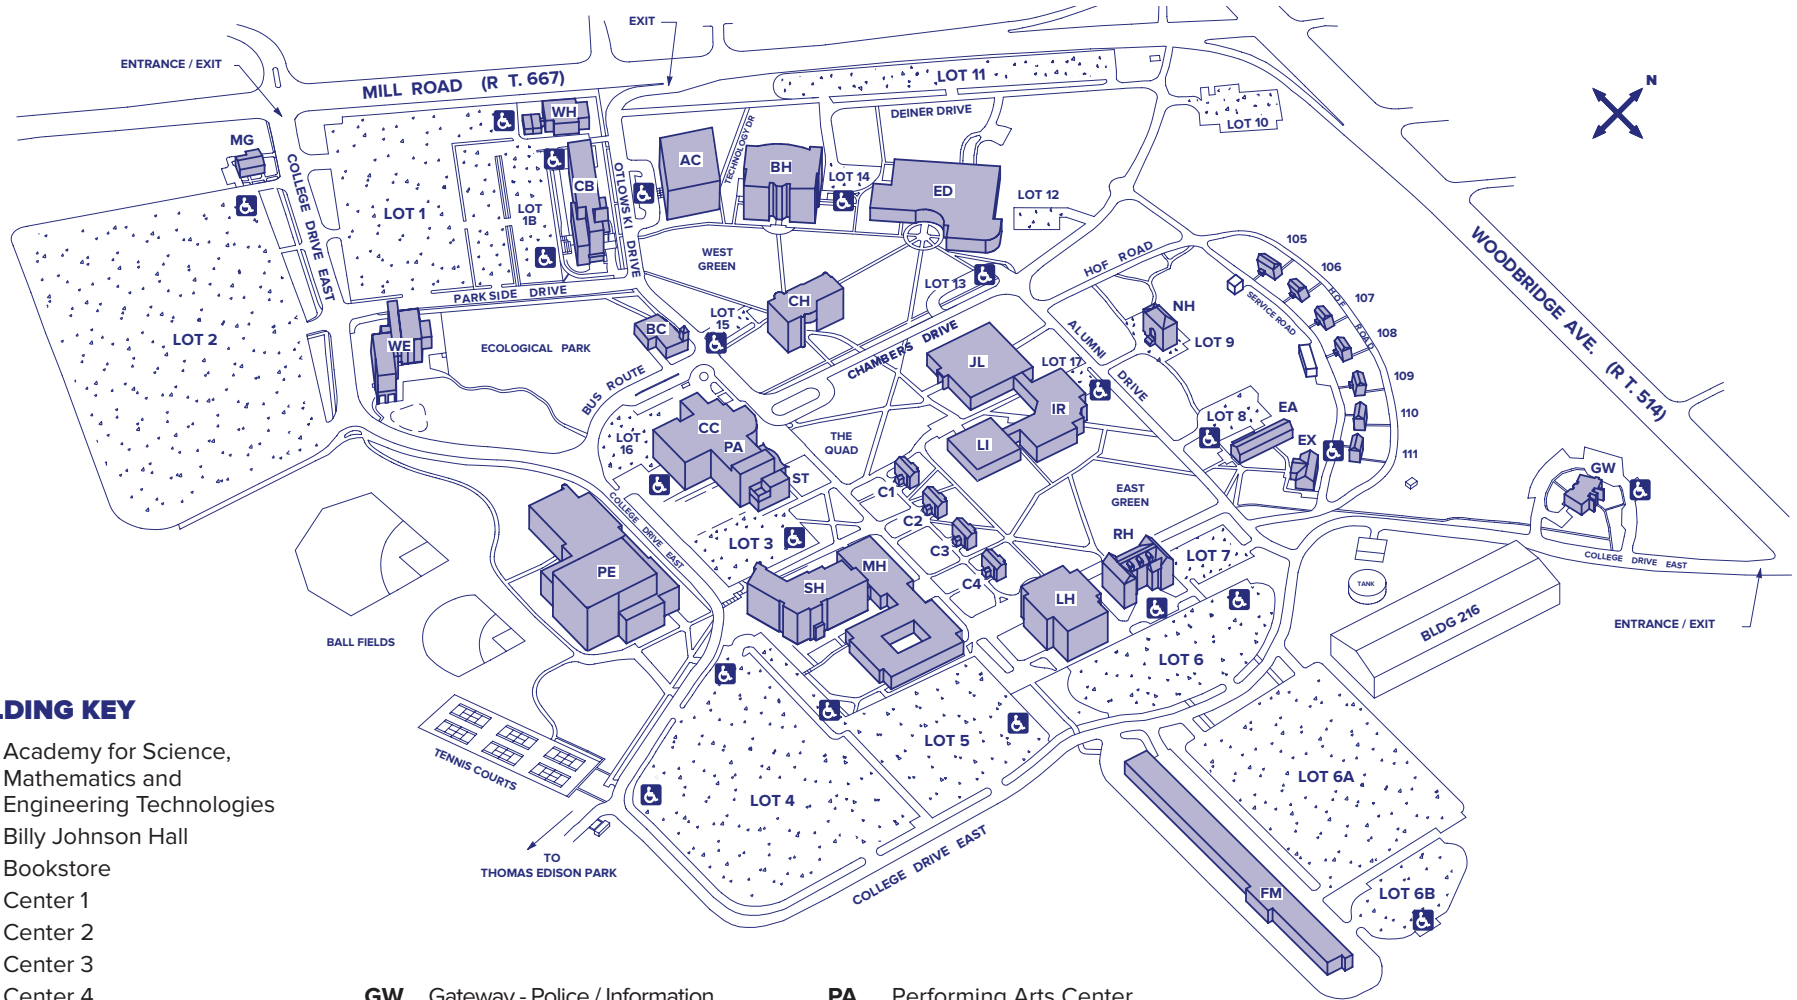 EXIT
ENTRANCE / EXIT
MILL ROAD (R T. 667)
LOT 11
N
DEINER DRIVE
LOT 10
WH
MG
AC
TECHNOLOGY DR
BH
LOT 14
ED
LOT 12
CB
COLLEGE DRIVE EAST
LOT 1
LOT
1B
OTLOWSKI DRIVE
WEST
GREEN
HOF ROAD
105
106
107
108
109
110
111
HOF ROAD
SERVICE ROAD
WOODBRIDGE AVE. (R T. 514)
PARKSIDE DRIVE
LOT 13
CH
LOT
15
BC
NH
LOT 9
LOT 2
WE
ECOLOGICAL PARK
CHAMBERS DRIVE
ALUMNI DRIVE
JL
LOT 17
BUS ROUTE
IR
LOT 8
EA
CC
PA
LOT
16
THE
QUAD
LI
EX
ST
C1
C2
C3
C4
EAST
GREEN
GW
COLLEGE DRIVE EAST
LOT 3
RH
LOT 7
PE
MH
SH
LH
COLLEGE DRIVE EAST
TANK
BLDG 216
ENTRANCE / EXIT
BALL FIELDS
LOT 6
TENNIS COURTS
LOT 5
LOT 4
LOT 6A
TO
THOMAS EDISON PARK
COLLEGE DRIVE EAST
FM
LOT 6B
LDING KEY
Academy for Science,
Mathematics and
Engineering Technologies
Billy Johnson Hall
Bookstore
Center 1
Center 2
Center 3
Center 4
GW Gateway - Police / Information
PA Performing Arts Center